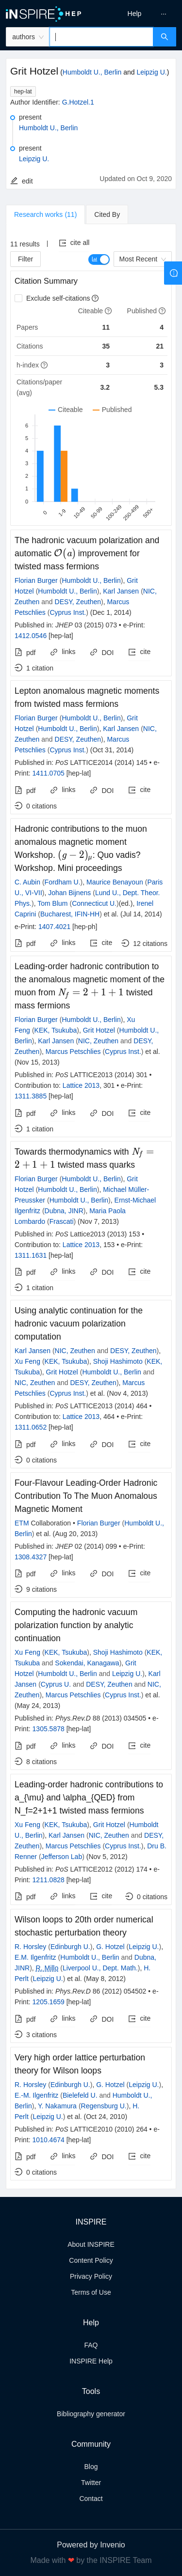 iNSPIRE HEP
Help
...
authors
Grit Hotzel (Humboldt U., Berlin and Leipzig U.)
hep-lat
Author Identifier: G.Hotzel.1
present
Humboldt U., Berlin
present
Leipzig U.
edit
Updated on Oct 9, 2020
Research works (11)
Cited By
11 results | cite all
Filter
Most Recent
Citation Summary
Exclude self-citations
Citeable Published
Papers 11 4
Citations 35 21
h-index 3 3
Citations/paper (avg) 3.2 5.3
Citeable Published
6
5
4
3
2
1
0
0 1-9 10-49 50-99 100-249 250-499 500+
The hadronic vacuum polarization and
automatic 𝒪(a) improvement for
twisted mass fermions
Florian Burger (Humboldt U., Berlin), Grit
Hotzel (Humboldt U., Berlin), Karl Jansen (NIC,
Zeuthen and DESY, Zeuthen), Marcus
Petschlies (Cyprus Inst.) (Dec 1, 2014)
Published in: JHEP 03 (2015) 073 • e-Print:
1412.0546 [hep-lat]
pdf links DOI cite
1 citation
Lepton anomalous magnetic moments
from twisted mass fermions
Florian Burger (Humboldt U., Berlin), Grit
Hotzel (Humboldt U., Berlin), Karl Jansen (NIC,
Zeuthen and DESY, Zeuthen), Marcus
Petschlies (Cyprus Inst.) (Oct 31, 2014)
Published in: PoS LATTICE2014 (2014) 145 • e-
Print: 1411.0705 [hep-lat]
pdf links DOI cite
0 citations
Hadronic contributions to the muon
anomalous magnetic moment
Workshop. (g − 2)μ: Quo vadis?
Workshop. Mini proceedings
C. Aubin (Fordham U.), Maurice Benayoun (Paris
U., VI-VII), Johan Bijnens (Lund U., Dept. Theor.
Phys.), Tom Blum (Connecticut U.)(ed.), Irenel
Caprini (Bucharest, IFIN-HH) et al. (Jul 14, 2014)
e-Print: 1407.4021 [hep-ph]
pdf links cite 12 citations
Leading-order hadronic contribution to
the anomalous magnetic moment of the
muon from Nf = 2 + 1 + 1 twisted
mass fermions
Florian Burger (Humboldt U., Berlin), Xu
Feng (KEK, Tsukuba), Grit Hotzel (Humboldt U.,
Berlin), Karl Jansen (NIC, Zeuthen and DESY,
Zeuthen), Marcus Petschlies (Cyprus Inst.) et al.
(Nov 15, 2013)
Published in: PoS LATTICE2013 (2014) 301 •
Contribution to: Lattice 2013, 301 • e-Print:
1311.3885 [hep-lat]
pdf links DOI cite
1 citation
Towards thermodynamics with Nf =
2 + 1 + 1 twisted mass quarks
Florian Burger (Humboldt U., Berlin), Grit
Hotzel (Humboldt U., Berlin), Michael Müller-
Preussker (Humboldt U., Berlin), Ernst-Michael
Ilgenfritz (Dubna, JINR), Maria Paola
Lombardo (Frascati) (Nov 7, 2013)
Published in: PoS Lattice2013 (2013) 153 •
Contribution to: Lattice 2013, 153 • e-Print:
1311.1631 [hep-lat]
pdf links DOI cite
1 citation
Using analytic continuation for the
hadronic vacuum polarization
computation
Karl Jansen (NIC, Zeuthen and DESY, Zeuthen),
Xu Feng (KEK, Tsukuba), Shoji Hashimoto (KEK,
Tsukuba), Grit Hotzel (Humboldt U., Berlin and
NIC, Zeuthen and DESY, Zeuthen), Marcus
Petschlies (Cyprus Inst.) et al. (Nov 4, 2013)
Published in: PoS LATTICE2013 (2014) 464 •
Contribution to: Lattice 2013, 464 • e-Print:
1311.0652 [hep-lat]
pdf links DOI cite
0 citations
Four-Flavour Leading-Order Hadronic
Contribution To The Muon Anomalous
Magnetic Moment
ETM Collaboration • Florian Burger (Humboldt U.,
Berlin) et al. (Aug 20, 2013)
Published in: JHEP 02 (2014) 099 • e-Print:
1308.4327 [hep-lat]
pdf links DOI cite
9 citations
Computing the hadronic vacuum
polarization function by analytic
continuation
Xu Feng (KEK, Tsukuba), Shoji Hashimoto (KEK,
Tsukuba and Sokendai, Kanagawa), Grit
Hotzel (Humboldt U., Berlin and Leipzig U.), Karl
Jansen (Cyprus U. and DESY, Zeuthen and NIC,
Zeuthen), Marcus Petschlies (Cyprus Inst.) et al.
(May 24, 2013)
Published in: Phys.Rev.D 88 (2013) 034505 • e-
Print: 1305.5878 [hep-lat]
pdf links DOI cite
8 citations
Leading-order hadronic contributions to
a_{\mu} and \alpha_{QED} from
N_f=2+1+1 twisted mass fermions
Xu Feng (KEK, Tsukuba), Grit Hotzel (Humboldt
U., Berlin), Karl Jansen (NIC, Zeuthen and DESY,
Zeuthen), Marcus Petschlies (Cyprus Inst.), Dru B.
Renner (Jefferson Lab) (Nov 5, 2012)
Published in: PoS LATTICE2012 (2012) 174 • e-
Print: 1211.0828 [hep-lat]
pdf links cite 0 citations
Wilson loops to 20th order numerical
stochastic perturbation theory
R. Horsley (Edinburgh U.), G. Hotzel (Leipzig U.),
E.M. Ilgenfritz (Humboldt U., Berlin and Dubna,
JINR), R. Millo (Liverpool U., Dept. Math.), H.
Perlt (Leipzig U.) et al. (May 8, 2012)
Published in: Phys.Rev.D 86 (2012) 054502 • e-
Print: 1205.1659 [hep-lat]
pdf links DOI cite
3 citations
Very high order lattice perturbation
theory for Wilson loops
R. Horsley (Edinburgh U.), G. Hotzel (Leipzig U.),
E.-M. Ilgenfritz (Bielefeld U. and Humboldt U.,
Berlin), Y. Nakamura (Regensburg U.), H.
Perlt (Leipzig U.) et al. (Oct 2010)
Published in: PoS LATTICE2010 (2010) 264 • e-
Print: 1010.4674 [hep-lat]
pdf links DOI cite
0 citations
INSPIRE
About INSPIRE
Content Policy
Privacy Policy
Terms of Use
Help
FAQ
INSPIRE Help
Tools
Bibliography generator
Community
Blog
Twitter
Contact
Powered by Invenio
Made with ❤ by the INSPIRE Team